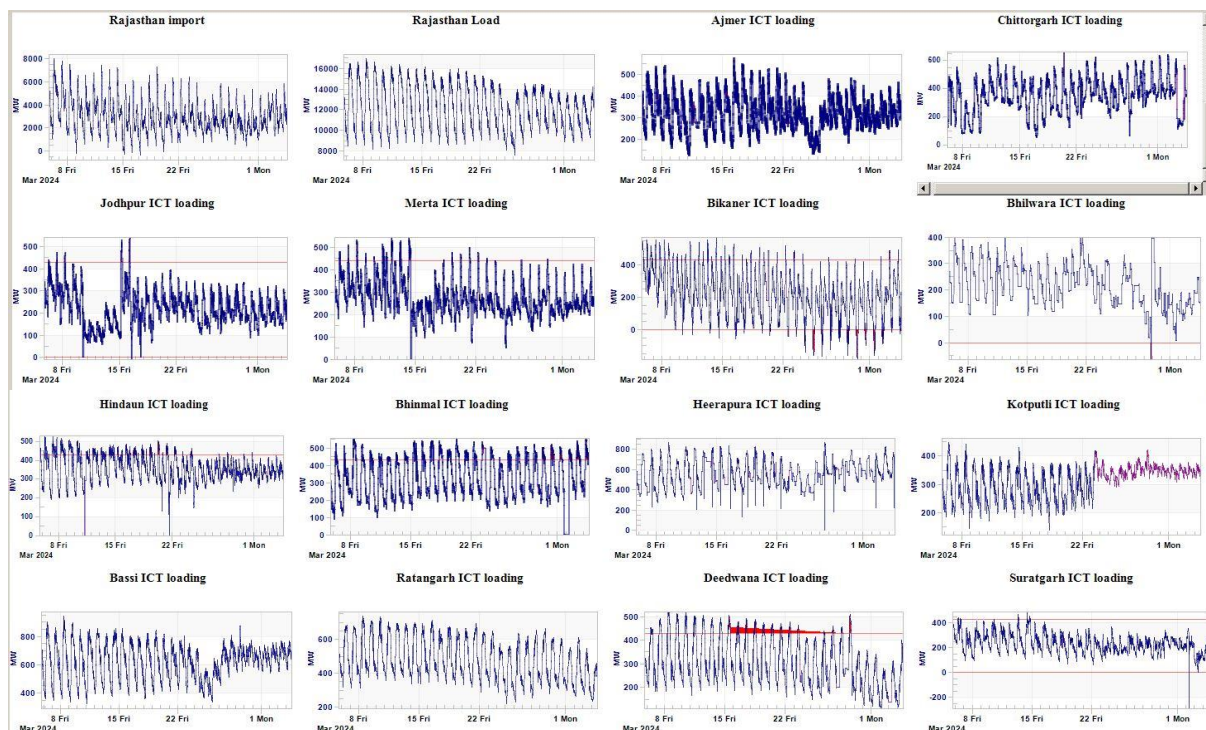 Rajasthan import
8000
6000
4000
2000
0
MW
8 Fri 15 Fri 22 Fri 1 Mon
Mar 2024
Rajasthan Load
16000
14000
12000
10000
8000
MW
8 Fri 15 Fri 22 Fri 1 Mon
Mar 2024
Ajmer ICT loading
500
400
300
200
MW
8 Fri 15 Fri 22 Fri 1 Mon
Mar 2024
Chittorgarh ICT loading
600
400
200
0
MW
8 Fri 15 Fri 22 Fri 1 Mon
Mar 2024
Jodhpur ICT loading
500
400
300
200
100
0
MW
8 Fri 15 Fri 22 Fri 1 Mon
Mar 2024
Merta ICT loading
500
400
300
200
100
0
MW
8 Fri 15 Fri 22 Fri 1 Mon
Mar 2024
Bikaner ICT loading
400
200
0
MW
8 Fri 15 Fri 22 Fri 1 Mon
Mar 2024
Bhilwara ICT loading
400
300
200
100
0
MW
8 Fri 15 Fri 22 Fri 1 Mon
Mar 2024
Hindaun ICT loading
500
400
300
200
100
0
MW
8 Fri 15 Fri 22 Fri 1 Mon
Mar 2024
Bhinmal ICT loading
500
400
300
200
100
0
MW
8 Fri 15 Fri 22 Fri 1 Mon
Mar 2024
Heerapura ICT loading
800
600
400
200
0
MW
8 Fri 15 Fri 22 Fri 1 Mon
Mar 2024
Kotputli ICT loading
400
300
200
MW
8 Fri 15 Fri 22 Fri 1 Mon
Mar 2024
Bassi ICT loading
800
600
400
MW
8 Fri 15 Fri 22 Fri 1 Mon
Mar 2024
Ratangarh ICT loading
600
400
200
MW
8 Fri 15 Fri 22 Fri 1 Mon
Mar 2024
Deedwana ICT loading
500
400
300
200
MW
8 Fri 15 Fri 22 Fri 1 Mon
Mar 2024
Suratgarh ICT loading
400
200
0
-200
MW
8 Fri 15 Fri 22 Fri 1 Mon
Mar 2024